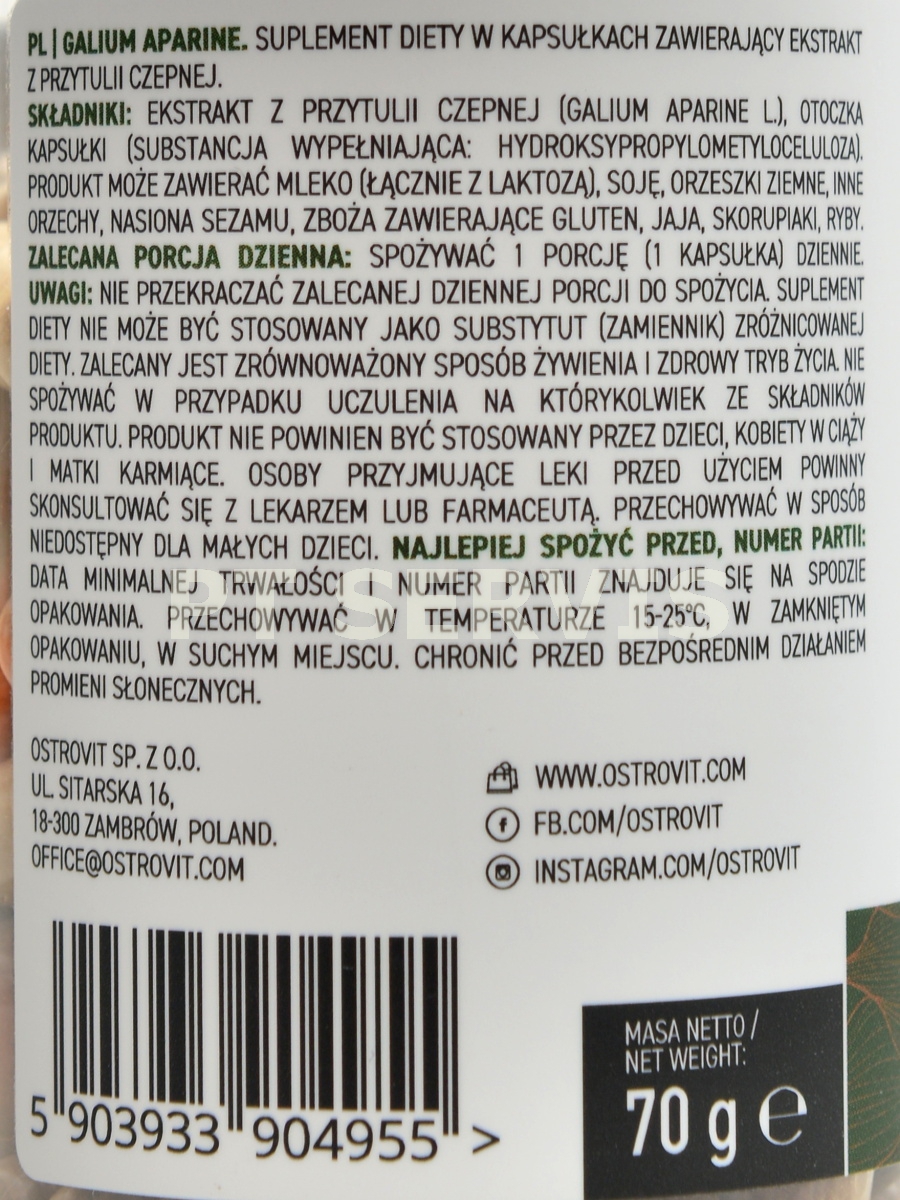 PL | GALIUM APARINE. SUPLEMENT DIETY W KAPSUŁKACH ZAWIERAJĄCY EKSTRAKT
Z PRZYTULII CZEPNEJ.
SKŁADNIKI: EKSTRAKT Z PRZYTULII CZEPNEJ (GALIUM APARINE L.), OTOCZKA
KAPSUŁKI (SUBSTANCJA WYPEŁNIAJĄCA: HYDROKSYPROPYLOMETYLOCELULOZA).
PRODUKT MOŻE ZAWIERAĆ MLEKO (ŁĄCZNIE Z LAKTOZĄ), SOJĘ, ORZESZKI ZIEMNE, INNE
ORZECHY, NASIONA SEZAMU, ZBOŻA ZAWIERAJĄCE GLUTEN, JAJA, SKORUPIAKI, RYBY.
ZALECANA PORCJA DZIENNA: SPOŻYWAĆ 1 PORCJĘ (1 KAPSUŁKA) DZIENNIE.
UWAGI: NIE PRZEKRACZAĆ ZALECANEJ DZIENNEJ PORCJI DO SPOŻYCIA. SUPLEMENT
DIETY NIE MOŻE BYĆ STOSOWANY JAKO SUBSTYTUT (ZAMIENNIK) ZRÓŻNICOWANEJ
DIETY. ZALECANY JEST ZRÓWNOWAŻONY SPOSÓB ŻYWIENIA I ZDROWY TRYB ŻYCIA. NIE
SPOŻYWAĆ W PRZYPADKU UCZULENIA NA KTÓRYKOLWIEK ZE SKŁADNIKÓW
PRODUKTU. PRODUKT NIE POWINIEN BYĆ STOSOWANY PRZEZ DZIECI, KOBIETY W CIĄŻY
I MATKI KARMIĄCE. OSOBY PRZYJMUJĄCE LEKI PRZED UŻYCIEM POWINNY
SKONSULTOWAĆ SIĘ Z LEKARZEM LUB FARMACEUTĄ. PRZECHOWYWAĆ W SPOSÓB
NIEDOSTĘPNY DLA MAŁYCH DZIECI. NAJLEPIEJ SPOŻYĆ PRZED, NUMER PARTII:
DATA MINIMALNEJ TRWAŁOŚCI I NUMER PARTII ZNAJDUJE SIĘ NA SPODZIE
OPAKOWANIA. PRZECHOWYWAĆ W TEMPERATURZE 15-25°C, W ZAMKNIĘTYM
OPAKOWANIU, W SUCHYM MIEJSCU. CHRONIĆ PRZED BEZPOŚREDNIM DZIAŁANIEM
PROMIENI SŁONECZNYCH.
PT SERVIS
OSTROVIT SP. Z O.O.
UL. SITARSKA 16,
18-300 ZAMBRÓW, POLAND.
OFFICE@OSTROVIT.COM
WWW.OSTROVIT.COM
FB.COM/OSTROVIT
INSTAGRAM.COM/OSTROVIT
5 903933 904955 >
MASA NETTO /
NET WEIGHT:
70 g ℮